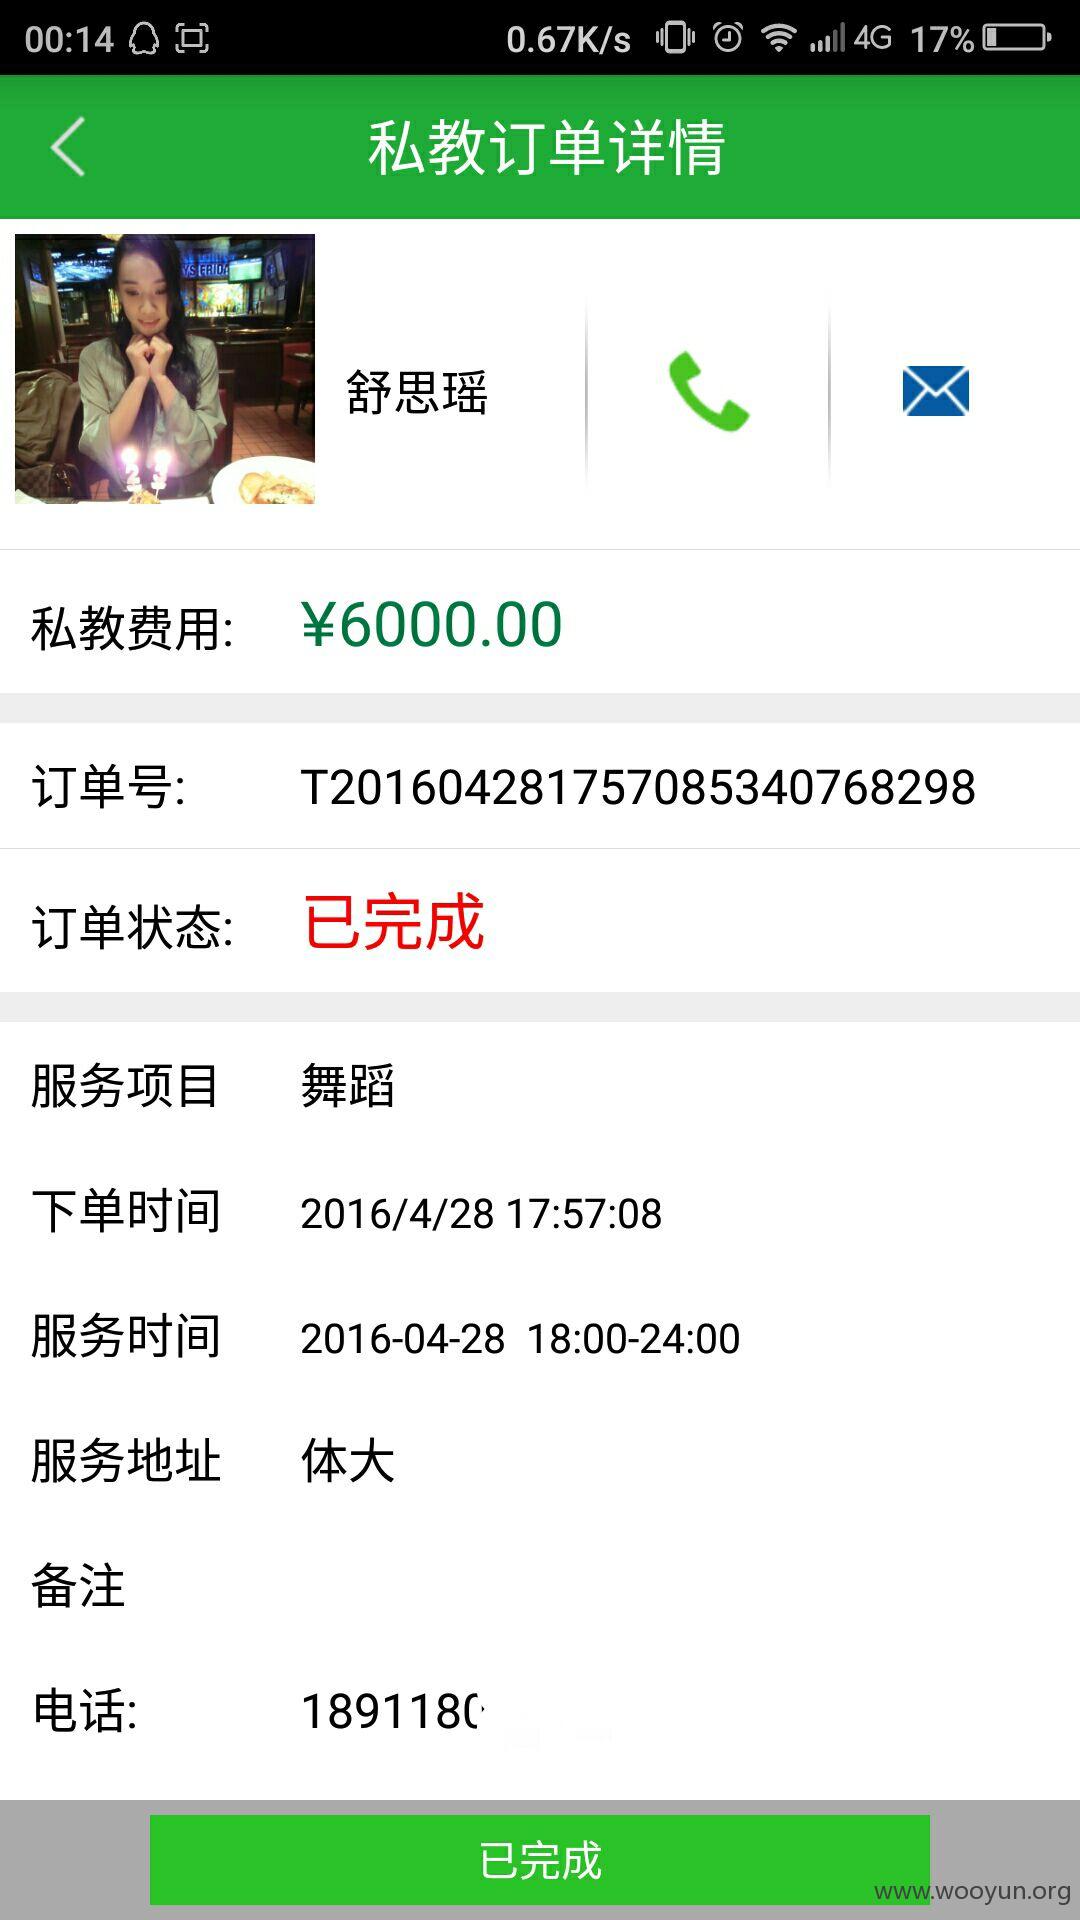 00:14 0.67K/s 4G 17%
私教订单详情
舒思瑶
私教费用: ¥6000.00
订单号: T2016042817570853407​68298
订单状态: 已完成
服务项目 舞蹈
下单时间 2016/4/28 17:57:08
服务时间 2016-04-28 18:00-24:00
服务地址 体大
备注
电话: 1891180
已完成
www.wooyun.org